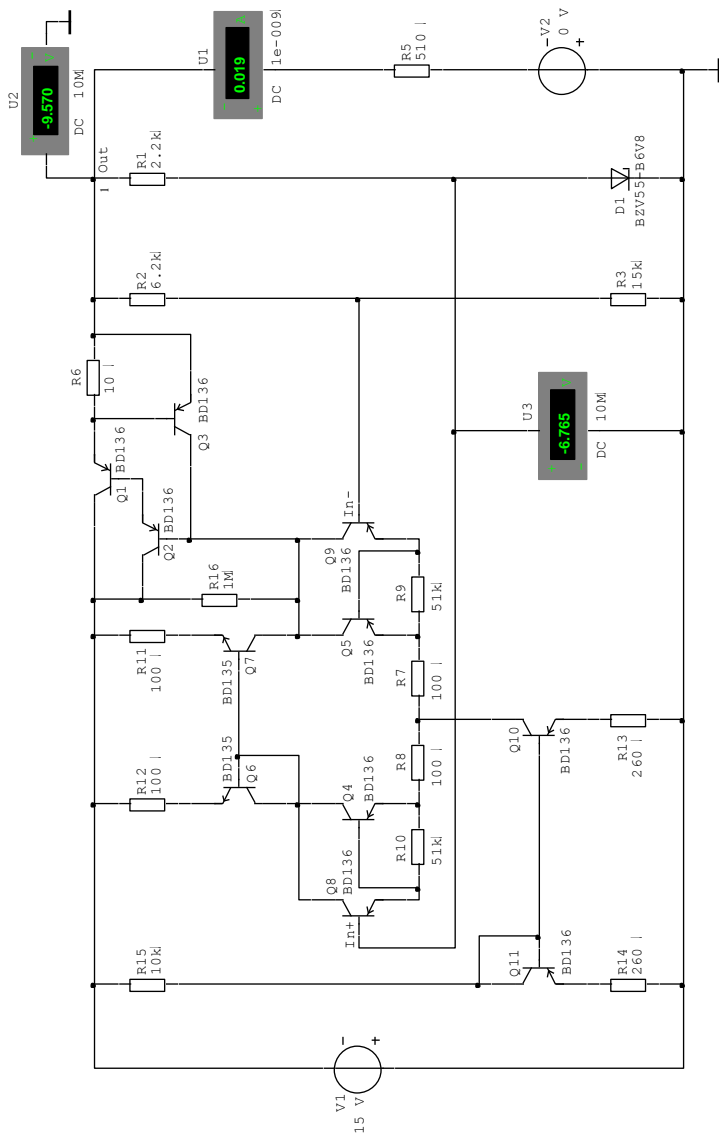 U2
-9.570
+
−
V
DC 10M
U1
0.019
−
+
A
DC 1e-009
R5
510
-V2
0 V
+
1 Out
R1
2.2k
D1
BZV55-B6V8
R2
6.2k
R3
15k
R6
10
Q1
BD136
Q3
BD136
Q2
BD136
U3
-6.765
+
−
V
DC 10M
R16
1M
Q9
In-
BD136
R9
51k
R11
100
Q7
BD135
Q5
BD136
R7
100
R12
100
Q6
BD135
Q4
BD136
R8
100
Q10
BD136
R13
260
Q8
BD136
In+
R10
51k
R15
10k
Q11
BD136
R14
260
V1
15 V
−
+